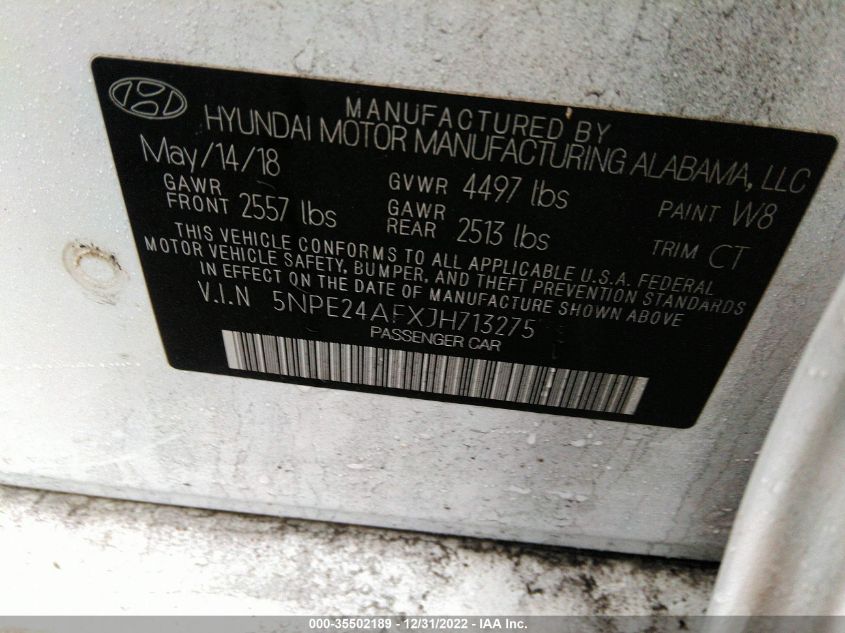 MANUFACTURED BY
HYUNDAI MOTOR MANUFACTURING ALABAMA, LLC
May/14/18
GVWR 4497 lbs
PAINT W8
GAWR FRONT 2557 lbs
GAWR REAR 2513 lbs
TRIM CT
THIS VEHICLE CONFORMS TO ALL APPLICABLE U.S.A. FEDERAL
MOTOR VEHICLE SAFETY, BUMPER, AND THEFT PREVENTION STANDARDS
IN EFFECT ON THE DATE OF MANUFACTURE SHOWN ABOVE
V.I.N 5NPE24AFXJH713275
PASSENGER CAR
000-35502189 - 12/31/2022 - IAA Inc.